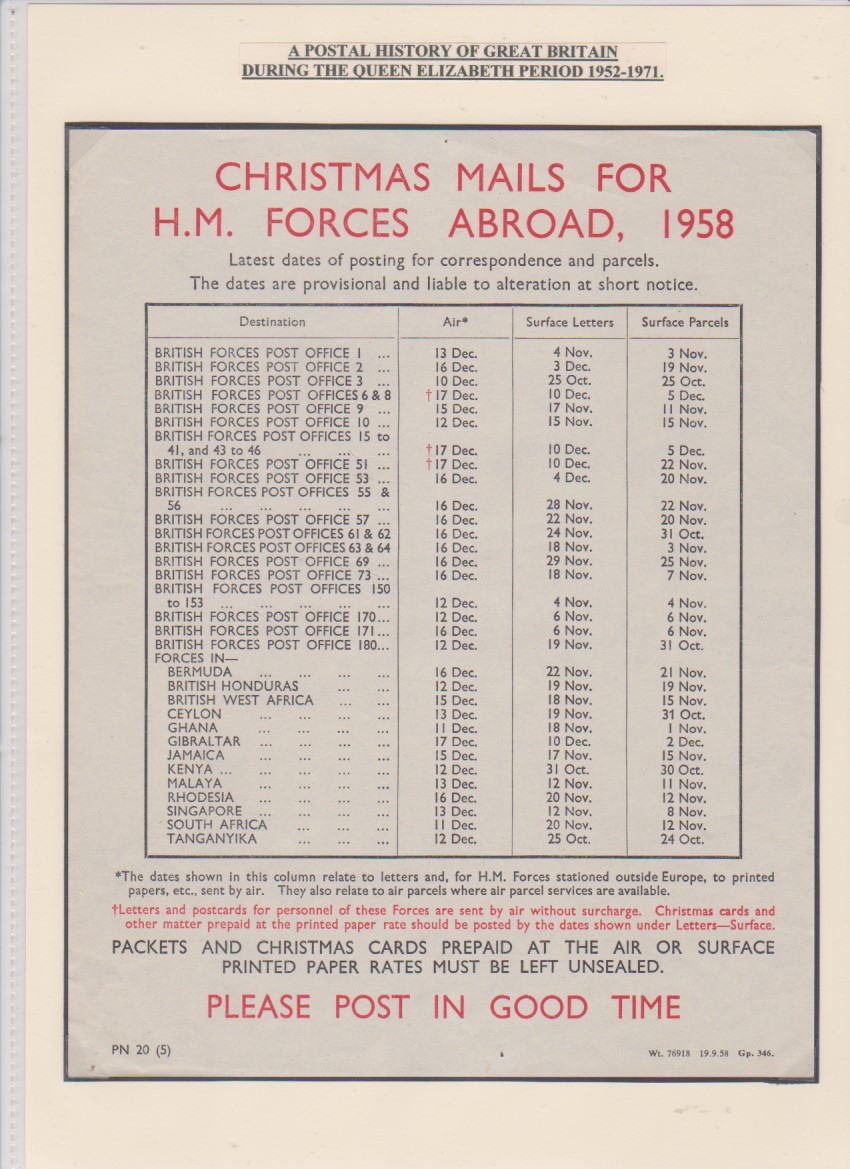 A POSTAL HISTORY OF GREAT BRITAIN
DURING THE QUEEN ELIZABETH PERIOD 1952-1971.
CHRISTMAS MAILS FOR
H.M. FORCES ABROAD, 1958
Latest dates of posting for correspondence and parcels.
The dates are provisional and liable to alteration at short notice.
Destination Air* Surface Letters Surface Parcels
BRITISH FORCES POST OFFICE 1 ... 13 Dec. 4 Nov. 3 Nov.
BRITISH FORCES POST OFFICE 2 ... 16 Dec. 3 Dec. 19 Nov.
BRITISH FORCES POST OFFICE 3 ... 10 Dec. 25 Oct. 25 Oct.
BRITISH FORCES POST OFFICES 6 & 8 †17 Dec. 10 Dec. 5 Dec.
BRITISH FORCES POST OFFICE 9 ... 15 Dec. 17 Nov. 11 Nov.
BRITISH FORCES POST OFFICE 10 ... 12 Dec. 15 Nov. 15 Nov.
BRITISH FORCES POST OFFICES 15 to
41, and 43 to 46 ... ... ... †17 Dec. 10 Dec. 5 Dec.
BRITISH FORCES POST OFFICE 51 ... †17 Dec. 10 Dec. 22 Nov.
BRITISH FORCES POST OFFICE 53 ... 16 Dec. 4 Dec. 20 Nov.
BRITISH FORCES POST OFFICES 55 &
56 ... ... ... ... ... 16 Dec. 28 Nov. 22 Nov.
BRITISH FORCES POST OFFICE 57 ... 16 Dec. 22 Nov. 20 Nov.
BRITISH FORCES POST OFFICES 61 & 62 16 Dec. 24 Nov. 31 Oct.
BRITISH FORCES POST OFFICES 63 & 64 16 Dec. 18 Nov. 3 Nov.
BRITISH FORCES POST OFFICE 69 ... 16 Dec. 29 Nov. 25 Nov.
BRITISH FORCES POST OFFICE 73 ... 16 Dec. 18 Nov. 7 Nov.
BRITISH FORCES POST OFFICES 150
to 153 ... ... ... ... ... 12 Dec. 4 Nov. 4 Nov.
BRITISH FORCES POST OFFICE 170... 12 Dec. 6 Nov. 6 Nov.
BRITISH FORCES POST OFFICE 171... 16 Dec. 6 Nov. 6 Nov.
BRITISH FORCES POST OFFICE 180... 12 Dec. 19 Nov. 31 Oct.
FORCES IN—
BERMUDA ... ... ... ... 16 Dec. 22 Nov. 21 Nov.
BRITISH HONDURAS ... ... 12 Dec. 19 Nov. 19 Nov.
BRITISH WEST AFRICA ... ... 15 Dec. 18 Nov. 15 Nov.
CEYLON ... ... ... ... 13 Dec. 19 Nov. 31 Oct.
GHANA ... ... ... ... 11 Dec. 18 Nov. 1 Nov.
GIBRALTAR ... ... ... ... 17 Dec. 10 Dec. 2 Dec.
JAMAICA ... ... ... ... 15 Dec. 17 Nov. 15 Nov.
KENYA ... ... ... ... ... 12 Dec. 31 Oct. 30 Oct.
MALAYA ... ... ... ... 13 Dec. 12 Nov. 11 Nov.
RHODESIA ... ... ... ... 16 Dec. 20 Nov. 12 Nov.
SINGAPORE ... ... ... ... 13 Dec. 12 Nov. 8 Nov.
SOUTH AFRICA ... ... ... 11 Dec. 20 Nov. 12 Nov.
TANGANYIKA ... ... ... 12 Dec. 25 Oct. 24 Oct.
*The dates shown in this column relate to letters and, for H.M. Forces stationed outside Europe, to printed
papers, etc., sent by air. They also relate to air parcels where air parcel services are available.
†Letters and postcards for personnel of these Forces are sent by air without surcharge. Christmas cards and
other matter prepaid at the printed paper rate should be posted by the dates shown under Letters—Surface.
PACKETS AND CHRISTMAS CARDS PREPAID AT THE AIR OR SURFACE
PRINTED PAPER RATES MUST BE LEFT UNSEALED.
PLEASE POST IN GOOD TIME
PN 20 (5) Wt. 76918 19.9.58 Gp. 346.